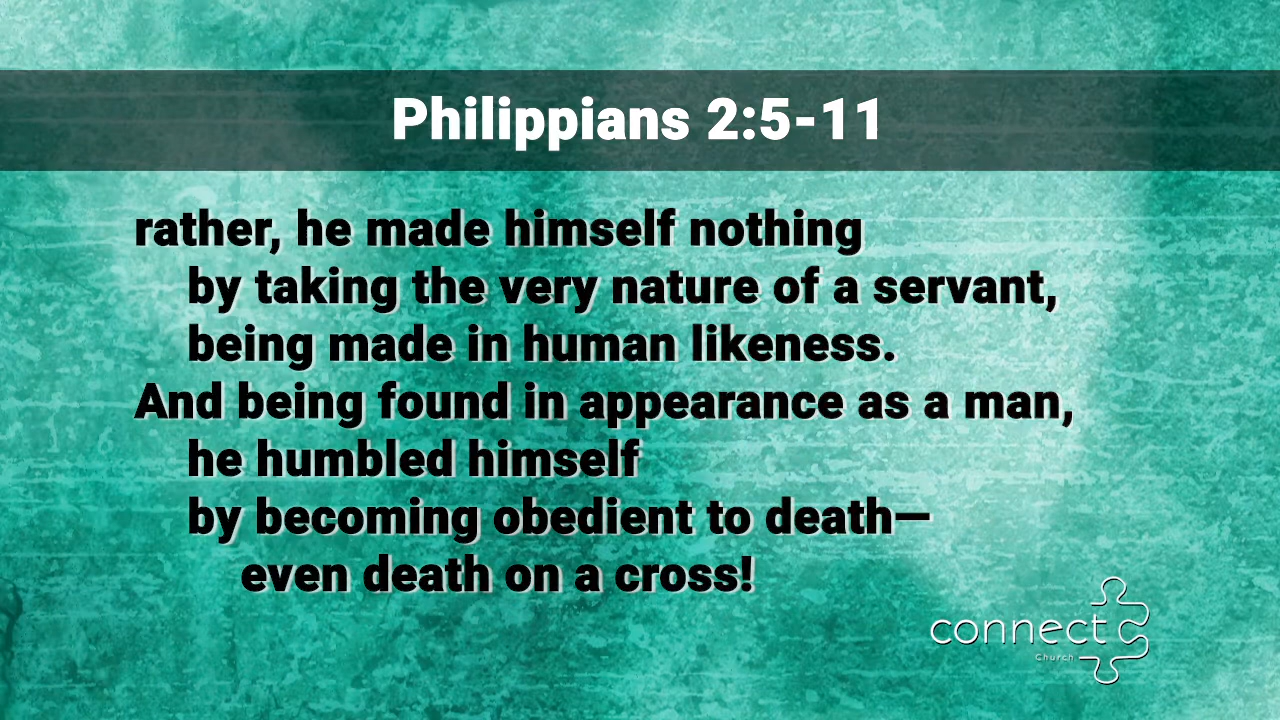 Philippians 2:5-11
rather, he made himself nothing
by taking the very nature of a servant,
being made in human likeness.
And being found in appearance as a man,
he humbled himself
by becoming obedient to death—
even death on a cross!
connect
Church